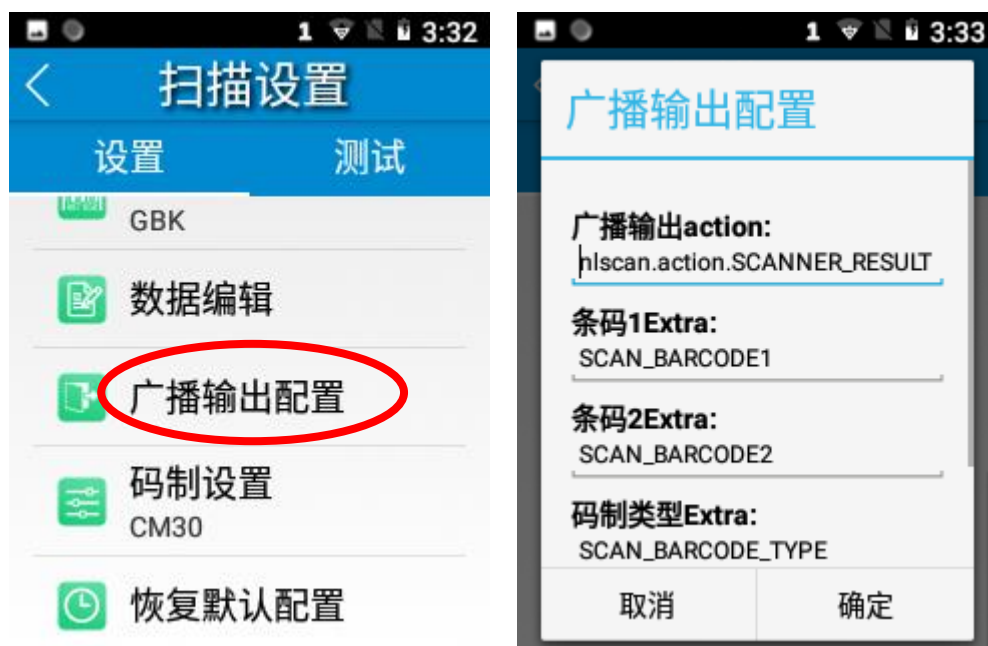 1 3:32
扫描设置
设置 测试
GBK
数据编辑
广播输出配置
码制设置
CM30
恢复默认配置
1 3:33
广播输出配置
广播输出action:
nlscan.action.SCANNER_RESULT
条码1Extra:
SCAN_BARCODE1
条码2Extra:
SCAN_BARCODE2
码制类型Extra:
SCAN_BARCODE_TYPE
取消 确定